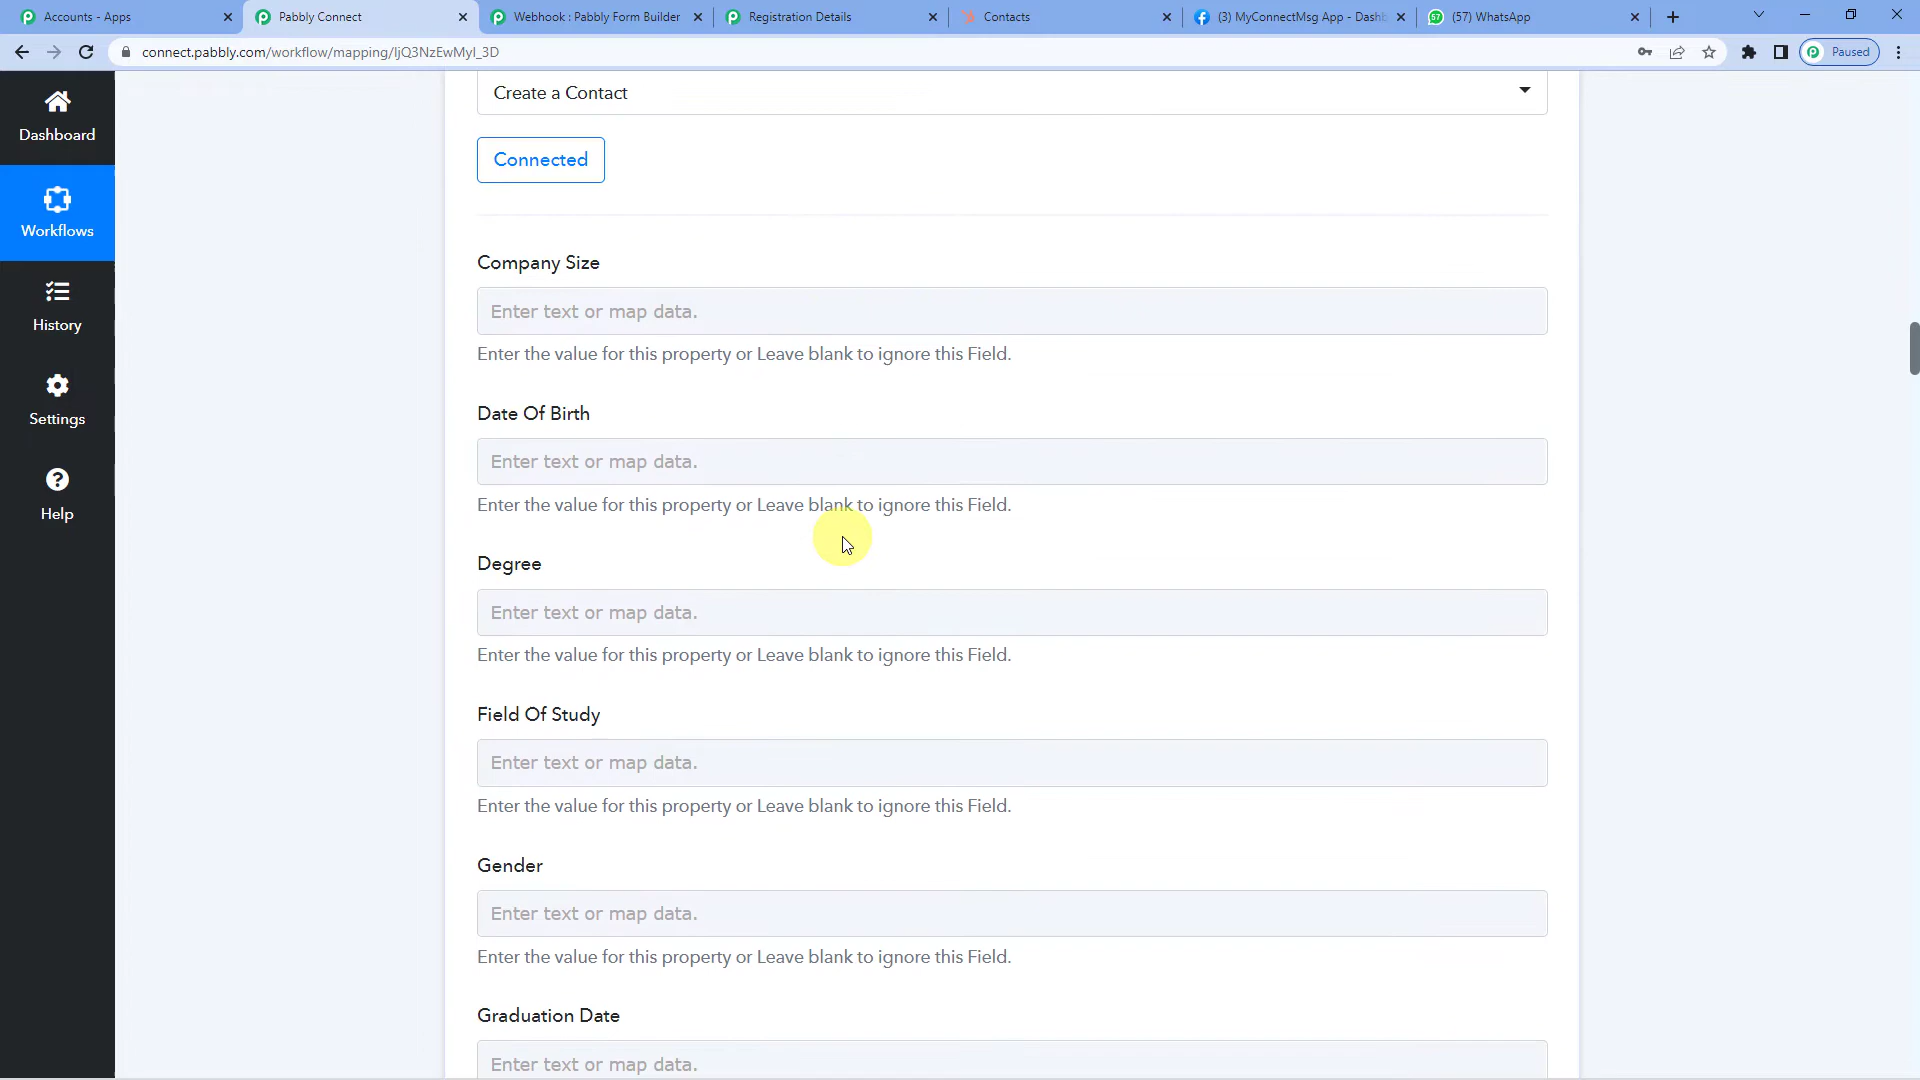 Accounts - Apps
Pabbly Connect
Webhook : Pabbly Form Builder
Registration Details
Contacts
(3) MyConnectMsg App - Dashb
(57) WhatsApp
connect.pabbly.com/workflow/mapping/IjQ3NzEwMyI_3D
Paused
Dashboard
Workflows
History
Settings
Help
Create a Contact
Connected
Company Size
Enter text or map data.
Enter the value for this property or Leave blank to ignore this Field.
Date Of Birth
Enter text or map data.
Enter the value for this property or Leave blank to ignore this Field.
Degree
Enter text or map data.
Enter the value for this property or Leave blank to ignore this Field.
Field Of Study
Enter text or map data.
Enter the value for this property or Leave blank to ignore this Field.
Gender
Enter text or map data.
Enter the value for this property or Leave blank to ignore this Field.
Graduation Date
Enter text or map data.